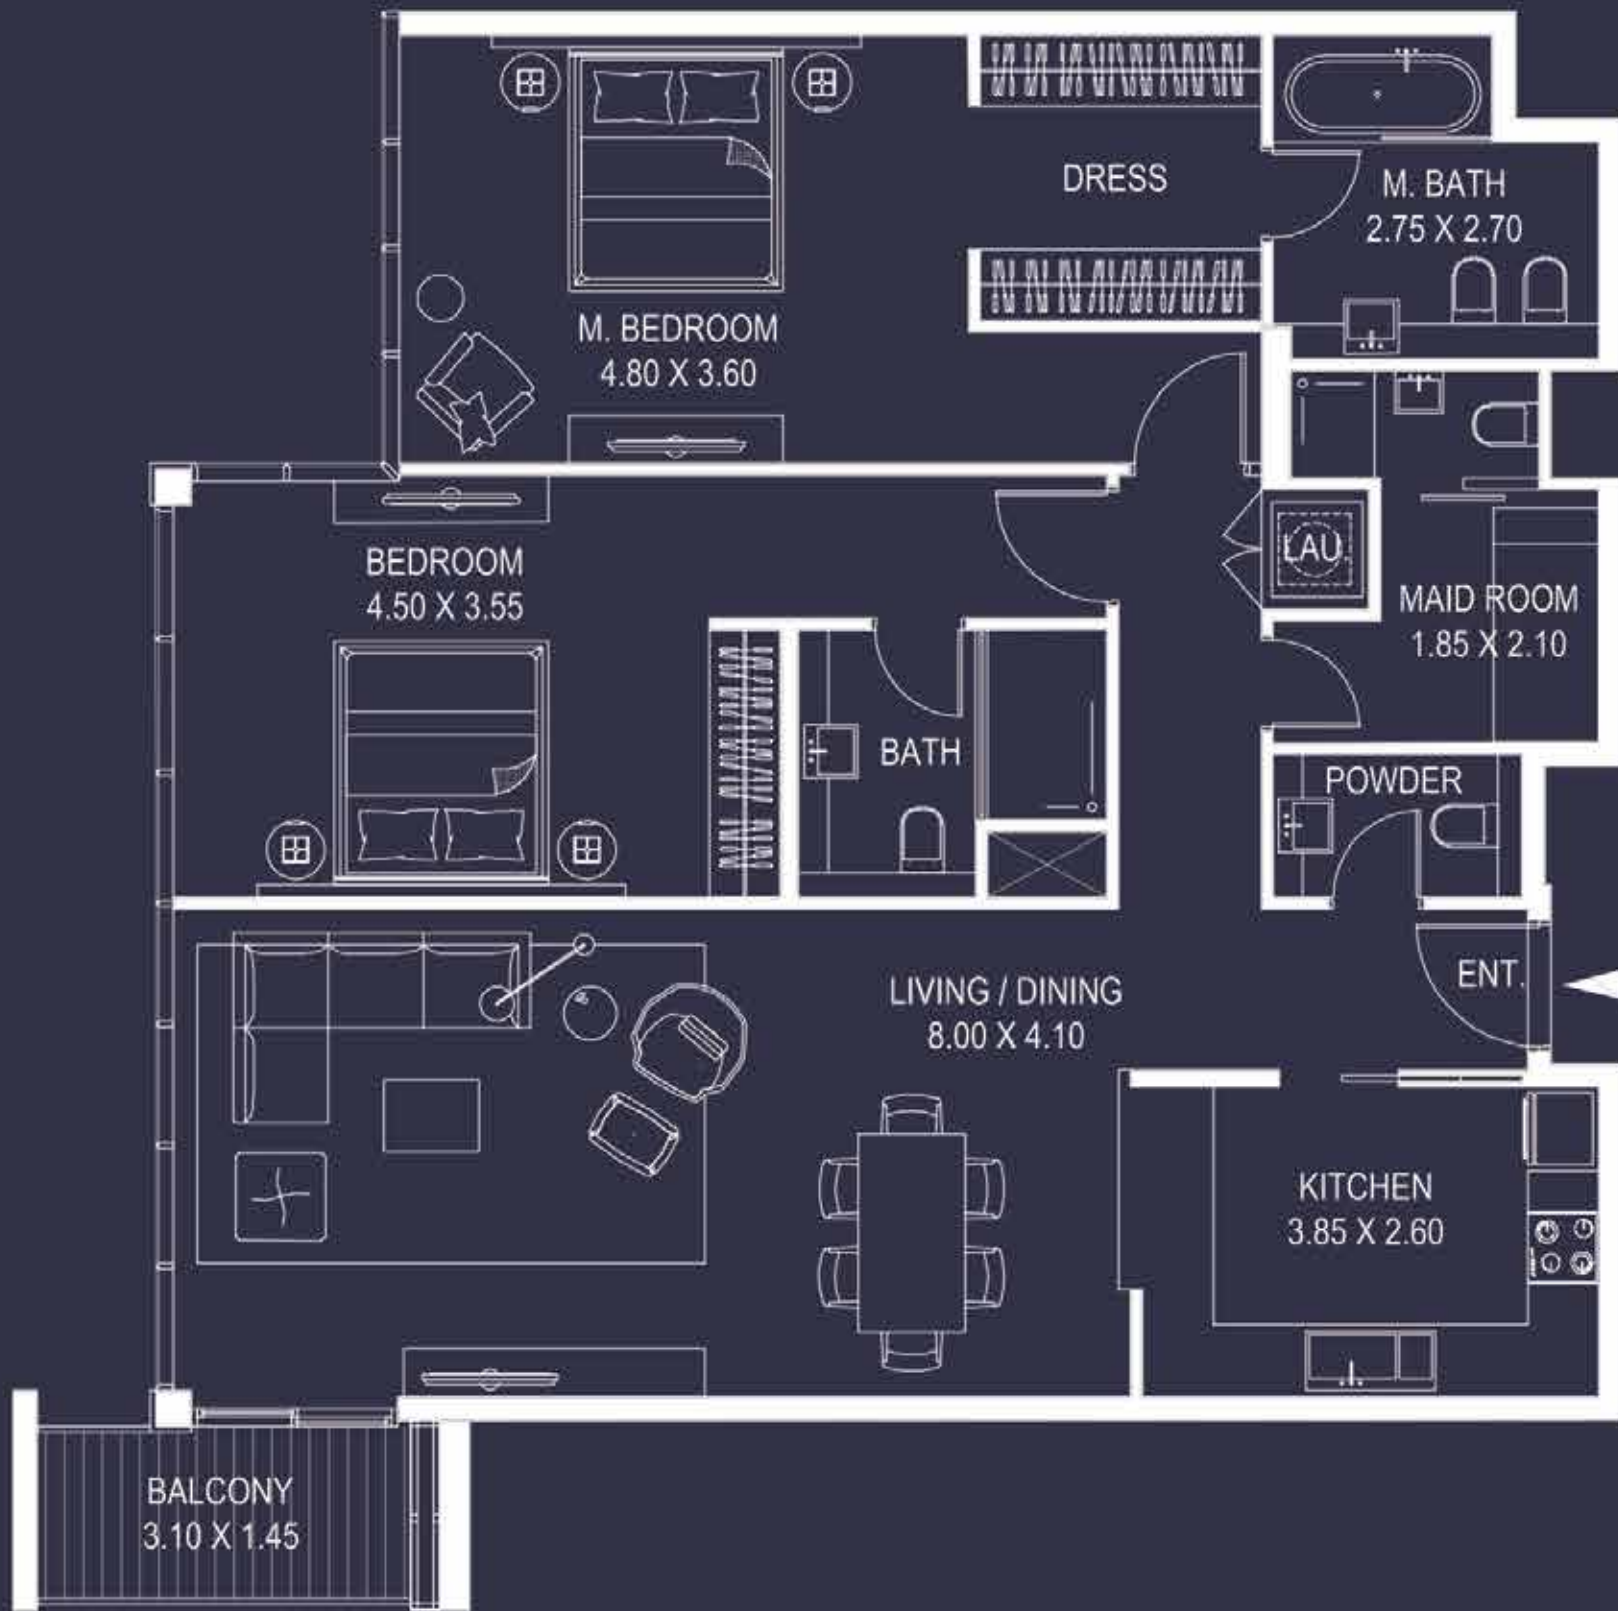 DRESS
M. BATH
2.75 X 2.70
M. BEDROOM
4.80 X 3.60
BEDROOM
4.50 X 3.55
LAU.
MAID ROOM
1.85 X 2.10
BATH
POWDER
LIVING / DINING
8.00 X 4.10
ENT.
KITCHEN
3.85 X 2.60
BALCONY
3.10 X 1.45